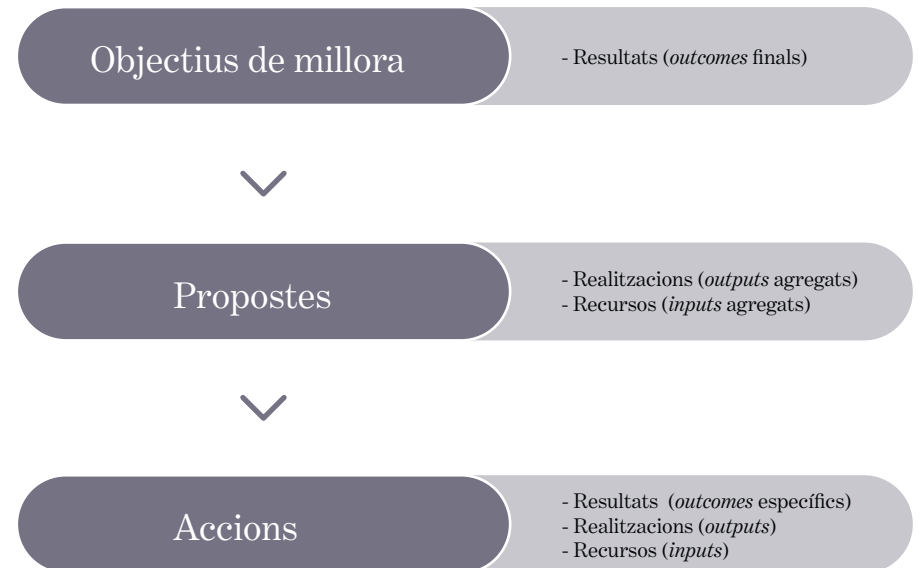 Objectius de millora
- Resultats (outcomes finals)
Propostes
- Realitzacions (outputs agregats)
- Recursos (inputs agregats)
Accions
- Resultats (outcomes específics)
- Realitzacions (outputs)
- Recursos (inputs)